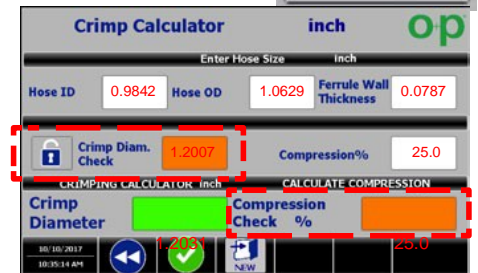 Crimp Calculator inch o+p
Enter Hose Size inch
Hose ID 0.9842 Hose OD 1.0629 Ferrule Wall Thickness 0.0787
Crimp Diam. Check 1.2007 Compression% 25.0
CRIMPING CALCULATOR inch CALCULATE COMPRESSION
Crimp Diameter Compression Check %
10/10/2017
10:35:14 AM
1.2031 25.0
NEW